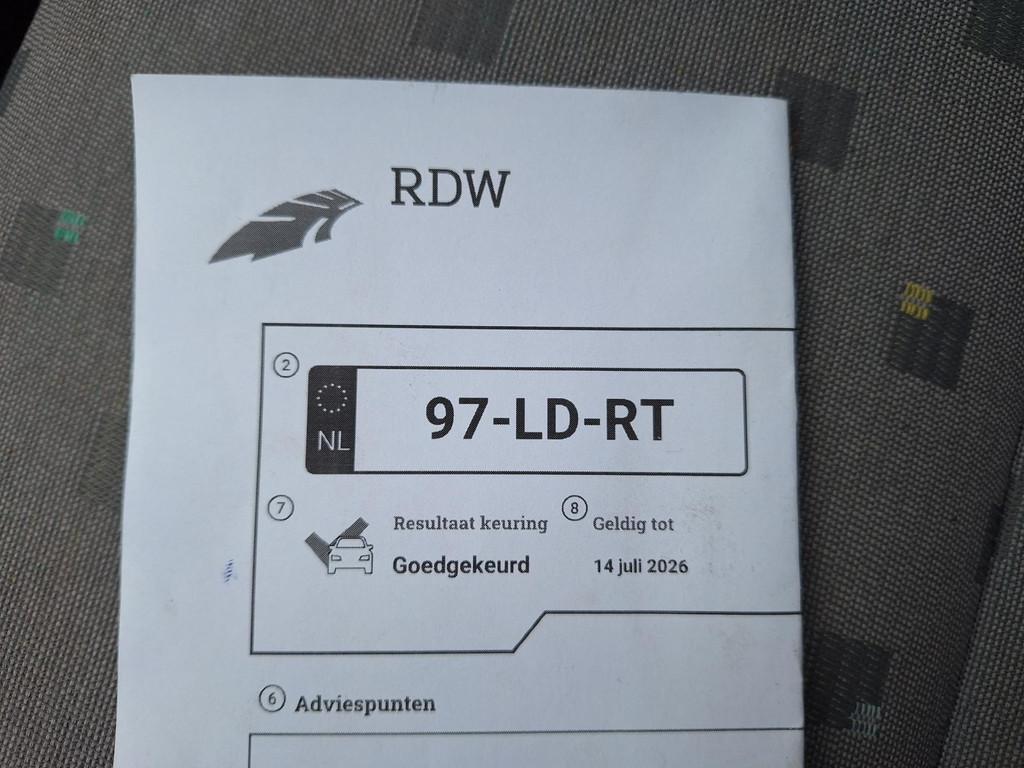 RDW
2
NL
97-LD-RT
7
Resultaat keuring
8
Geldig tot
Goedgekeurd
14 juli 2026
6 Adviespunten